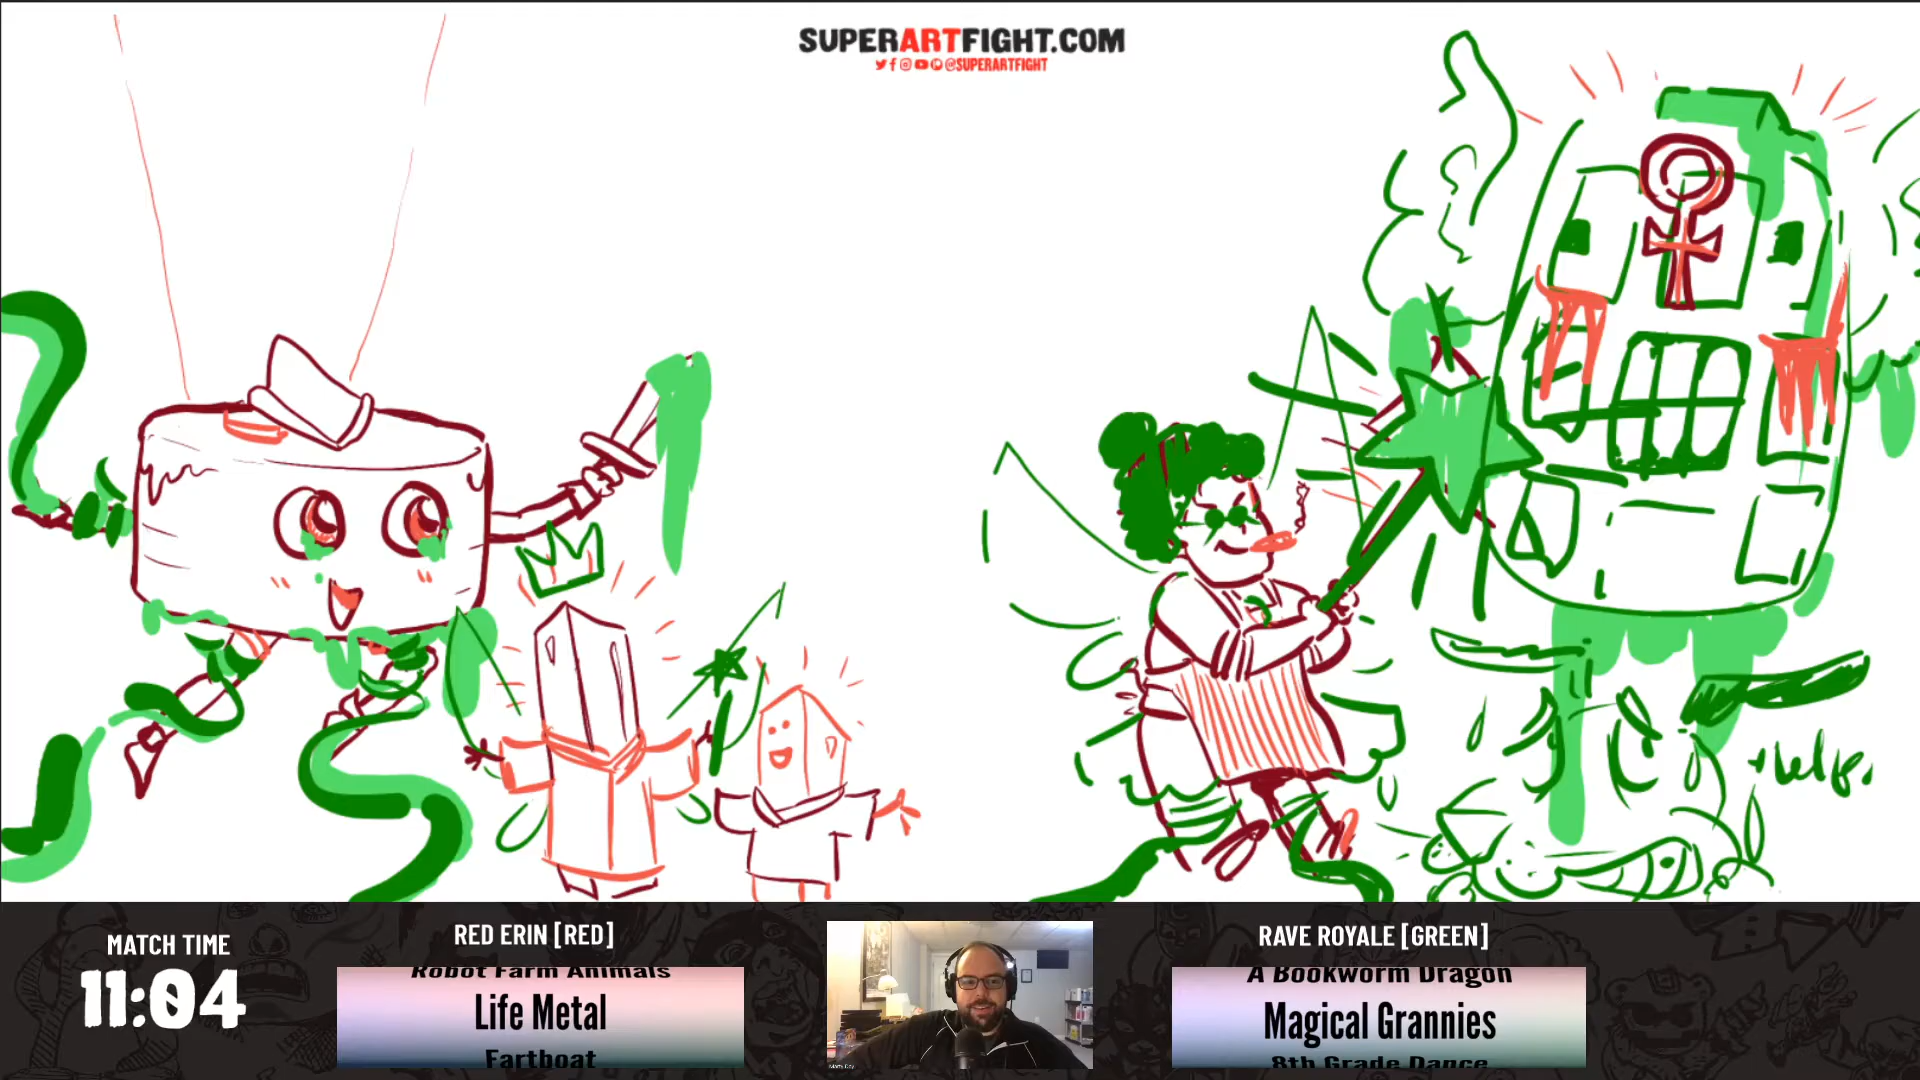 SUPERARTFIGHT.COM
@SUPERARTFIGHT
Help!
MATCH TIME
11:04
RED ERIN [RED]
Robot Farm Animals
Life Metal
Fartboat
RAVE ROYALE [GREEN]
A Bookworm Dragon
Magical Grannies
8th Grade Dance